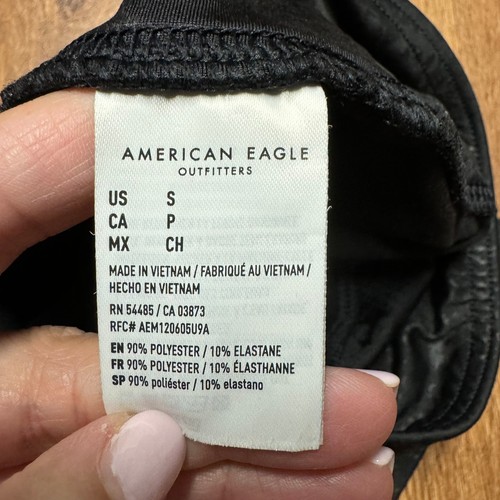 AMERICAN EAGLE
OUTFITTERS
US S
CA P
MX CH
MADE IN VIETNAM / FABRIQUÉ AU VIETNAM /
HECHO EN VIETNAM
RN 54485 / CA 03873
RFC# AEM120605U9A
EN 90% POLYESTER / 10% ELASTANE
FR 90% POLYESTER / 10% ÉLASTHANNE
SP 90% poliéster / 10% elastano